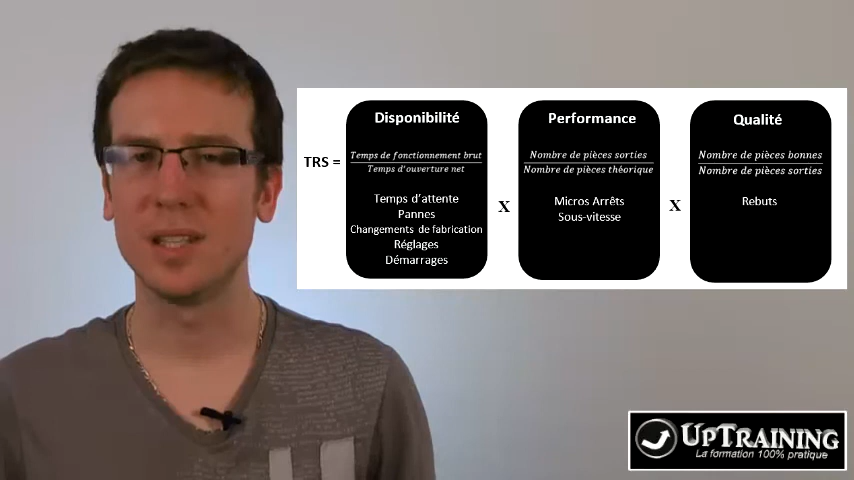 TRS =
Disponibilité
Temps de fonctionnement brut
Temps d'ouverture net
Temps d'attente
Pannes
Changements de fabrication
Réglages
Démarrages
X
Performance
Nombre de pièces sorties
Nombre de pièces théorique
Micros Arrêts
Sous-vitesse
X
Qualité
Nombre de pièces bonnes
Nombre de pièces sorties
Rebuts
UPTRAINING
La formation 100% pratique